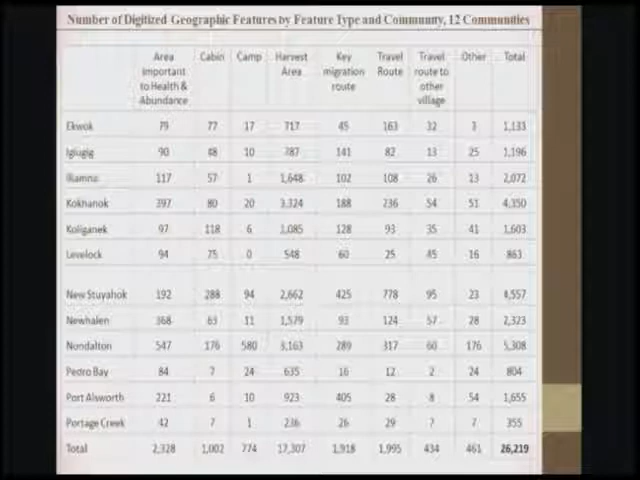 Number of Digitized Geographic Features by Feature Type and Community, 12 Communities
Area Important to Health & Abundance Cabin Camp Harvest Area Key migration route Travel Route Travel route to other village Other Total
Ekwok 79 77 17 717 45 163 32 3 1,133
Igiugig 90 48 10 787 141 82 13 25 1,196
Iliamna 117 57 1 1,648 102 108 26 13 2,072
Kokhanok 397 80 20 3,324 188 236 54 51 4,350
Koliganek 97 118 6 1,085 128 93 35 41 1,603
Levelock 94 75 0 548 60 25 45 16 863
New Stuyahok 192 288 94 2,662 425 778 95 23 4,557
Newhalen 368 63 11 1,579 93 124 57 28 2,323
Nondalton 547 176 580 3,163 289 317 60 176 5,308
Pedro Bay 84 7 24 635 16 12 2 24 804
Port Alsworth 221 6 10 923 405 28 8 54 1,655
Portage Creek 42 7 1 236 26 29 7 7 355
Total 2,328 1,002 774 17,307 1,918 1,995 434 461 26,219